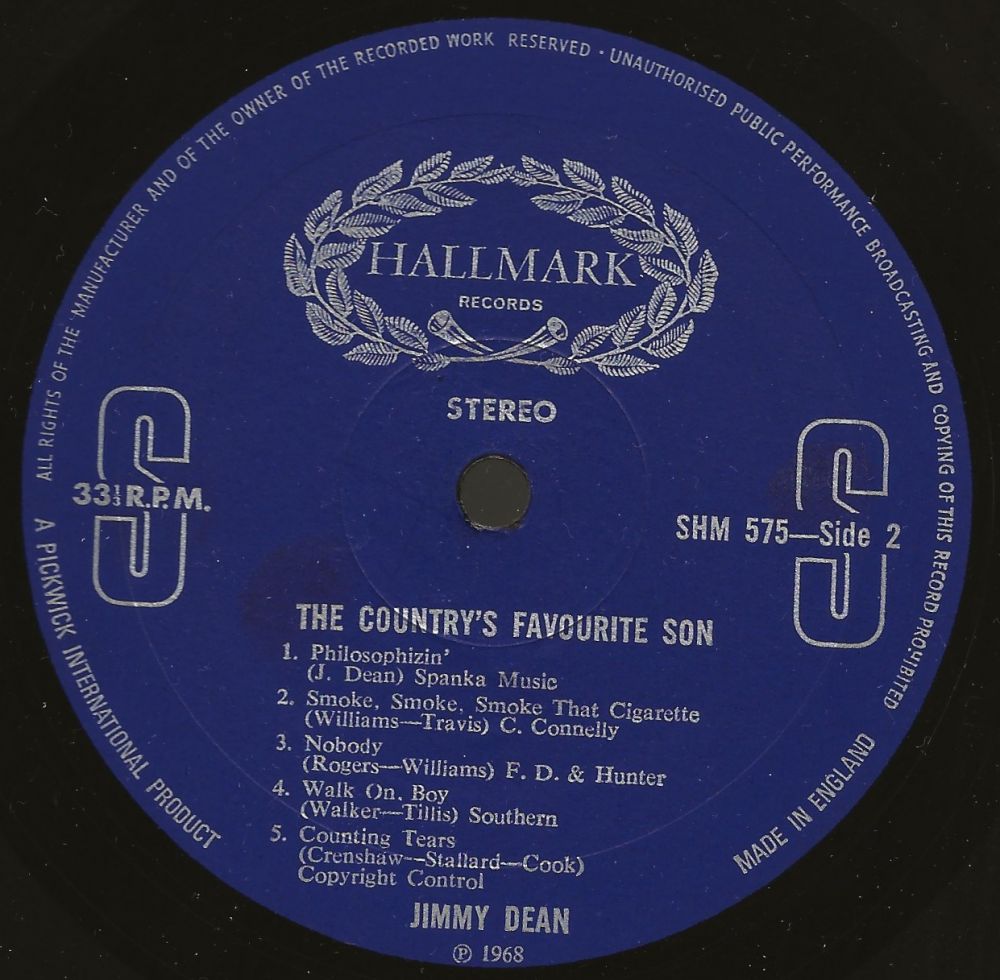 ALL RIGHTS OF THE MANUFACTURER AND OF THE OWNER OF THE RECORDED WORK RESERVED · UNAUTHORISED PUBLIC PERFORMANCE BROADCASTING AND COPYING OF THIS RECORD PROHIBITED
HALLMARK
RECORDS
STEREO
S
33⅓ R.P.M.
S
SHM 575—Side 2
THE COUNTRY'S FAVOURITE SON
1. Philosophizin'
(J. Dean) Spanka Music
2. Smoke, Smoke, Smoke That Cigarette
(Williams—Travis) C. Connelly
3. Nobody
(Rogers—Williams) F. D. & Hunter
4. Walk On, Boy
(Walker—Tillis) Southern
5. Counting Tears
(Crenshaw—Stallard—Cook)
Copyright Control
JIMMY DEAN
℗ 1968
A PICKWICK INTERNATIONAL PRODUCT
MADE IN ENGLAND